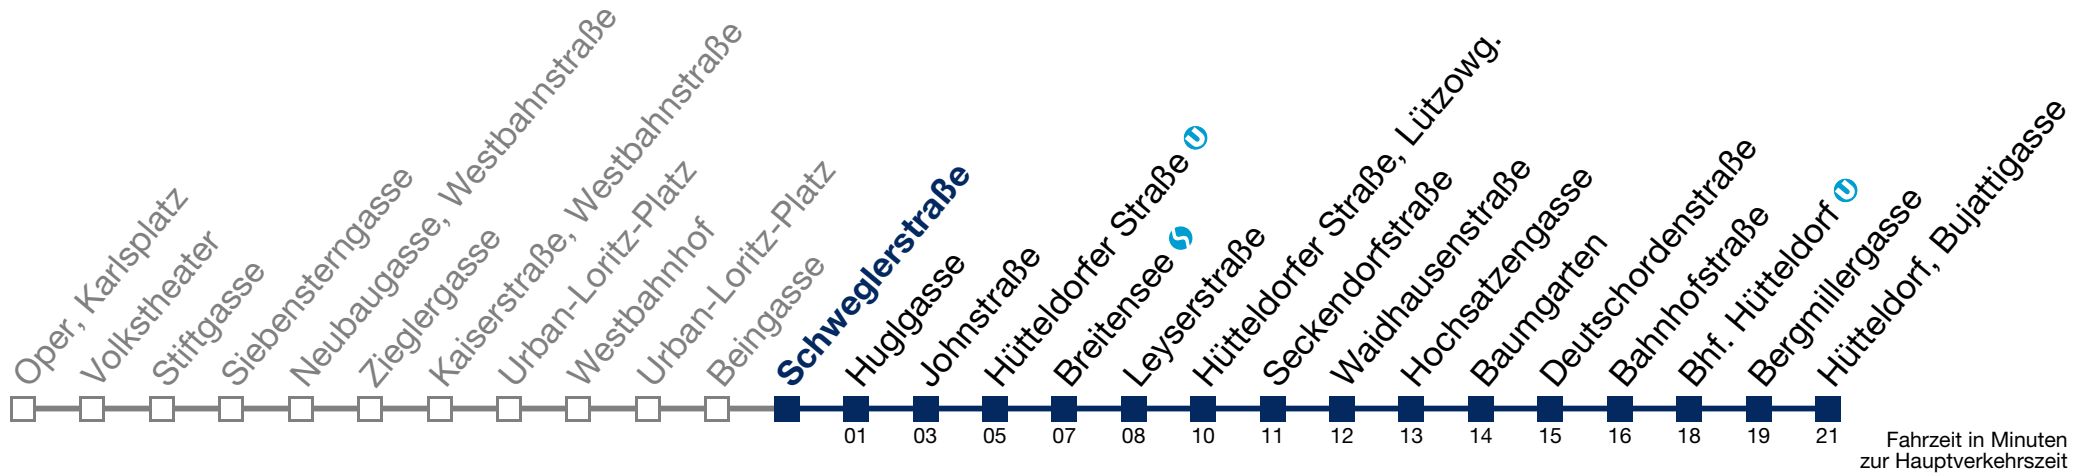 Oper, Karlsplatz
Volkstheater
Stiftgasse
Siebensterngasse
Neubaugasse, Westbahnstraße
Zieglergasse
Kaiserstraße, Westbahnstraße
Urban-Loritz-Platz
Westbahnhof
Urban-Loritz-Platz
Beingasse
Schweglerstraße
Huglgasse
Johnstraße
Hütteldorfer Straße U
Breitensee S
Leyserstraße
Hütteldorfer Straße, Lützowg.
Seckendorfstraße
Waidhausenstraße
Hochsatzengasse
Baumgarten
Deutschordenstraße
Bahnhofstraße
Bhf. Hütteldorf U
Bergmillergasse
Hütteldorf, Bujattigasse
01 03 05 07 08 10 11 12 13 14 15 16 18 19 21
Fahrzeit in Minuten
zur Hauptverkehrszeit